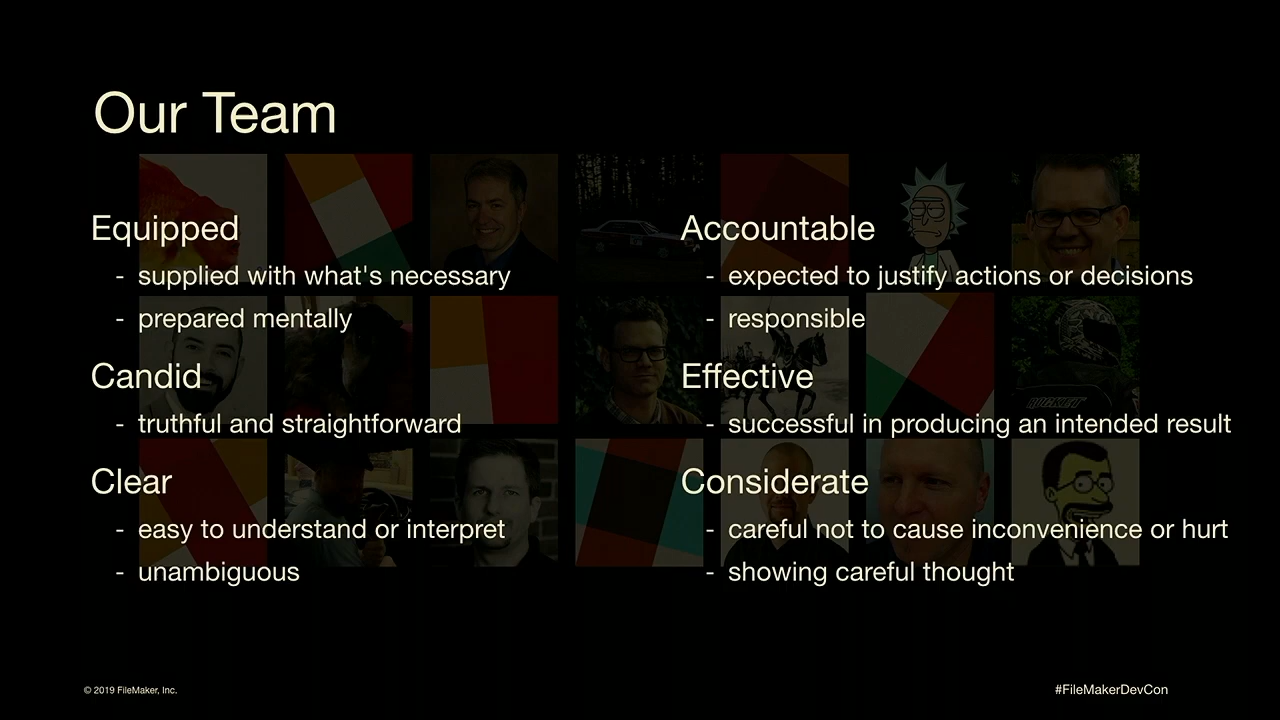 Our Team
Equipped
- supplied with what's necessary
- prepared mentally
Candid
- truthful and straightforward
Clear
- easy to understand or interpret
- unambiguous
Accountable
- expected to justify actions or decisions
- responsible
Effective
- successful in producing an intended result
Considerate
- careful not to cause inconvenience or hurt
- showing careful thought
ROCKET
© 2019 FileMaker, Inc.
#FileMakerDevCon